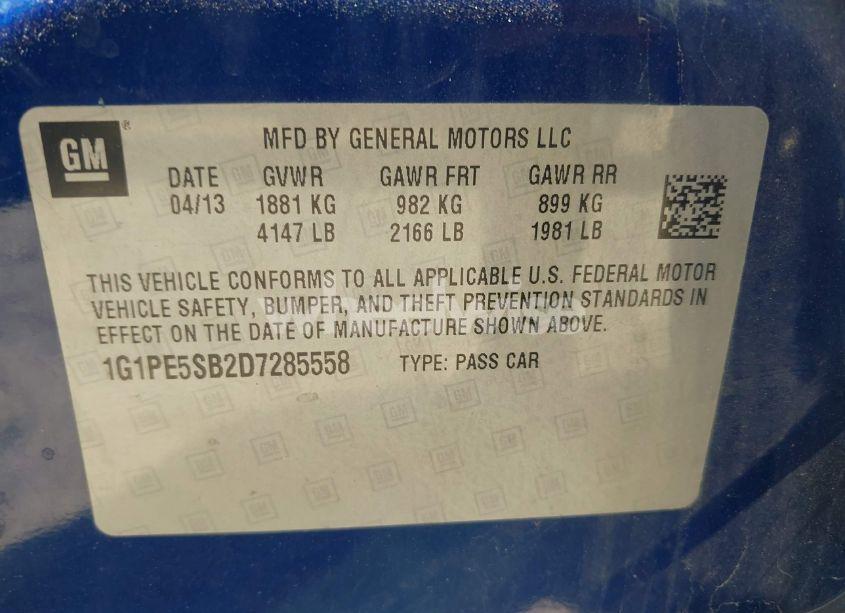 GM
MFD BY GENERAL MOTORS LLC
DATE GVWR GAWR FRT GAWR RR
04/13 1881 KG 982 KG 899 KG
4147 LB 2166 LB 1981 LB
THIS VEHICLE CONFORMS TO ALL APPLICABLE U.S. FEDERAL MOTOR
VEHICLE SAFETY, BUMPER, AND THEFT PREVENTION STANDARDS IN
EFFECT ON THE DATE OF MANUFACTURE SHOWN ABOVE.
1G1PE5SB2D7285558 TYPE: PASS CAR